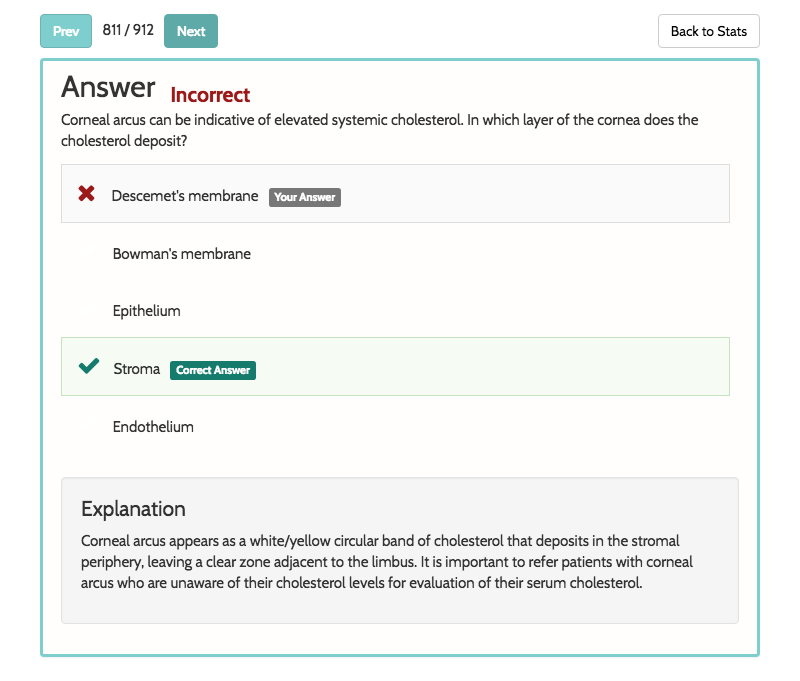 Prev 811 / 912 Next Back to Stats
Answer Incorrect
Corneal arcus can be indicative of elevated systemic cholesterol. In which layer of the cornea does the
cholesterol deposit?
Descemet's membrane Your Answer
Bowman's membrane
Epithelium
Stroma Correct Answer
Endothelium
Explanation
Corneal arcus appears as a white/yellow circular band of cholesterol that deposits in the stromal
periphery, leaving a clear zone adjacent to the limbus. It is important to refer patients with corneal
arcus who are unaware of their cholesterol levels for evaluation of their serum cholesterol.